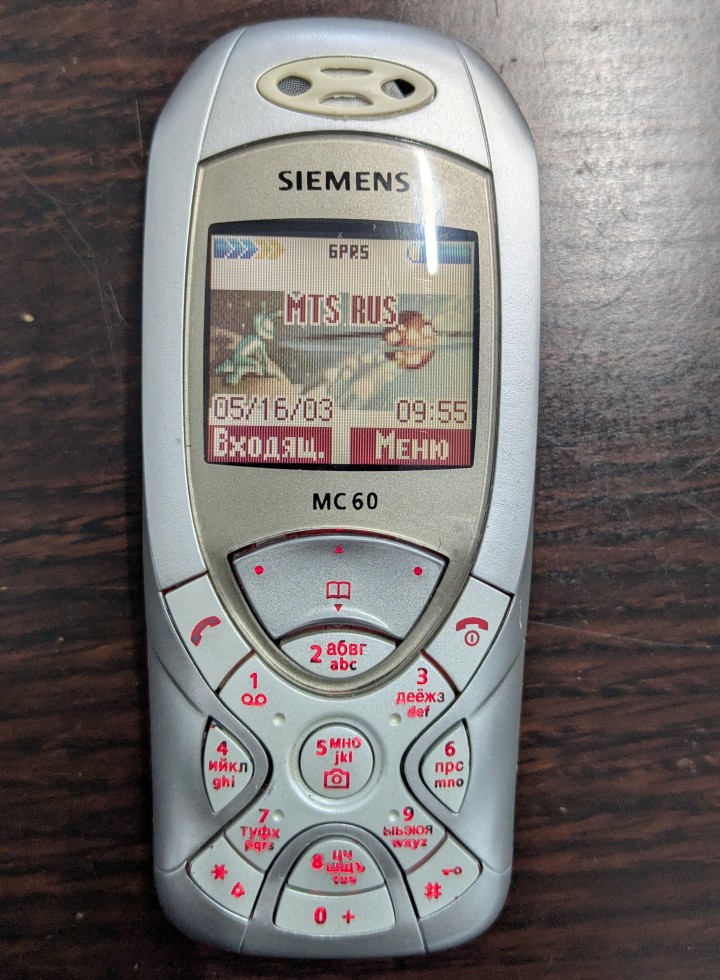 SIEMENS
GPRS
MTS RUS
05/16/03 09:55
Входящ. Меню
MC60
2 абвг
abc
1
3
деёжз
def
4
ийкл
ghi
5 мно
jkl
6
прс
mno
7
туфх
pqrs
8 цч
шщъ
tuv
9
ыьэюя
wxyz
*
0 +
#